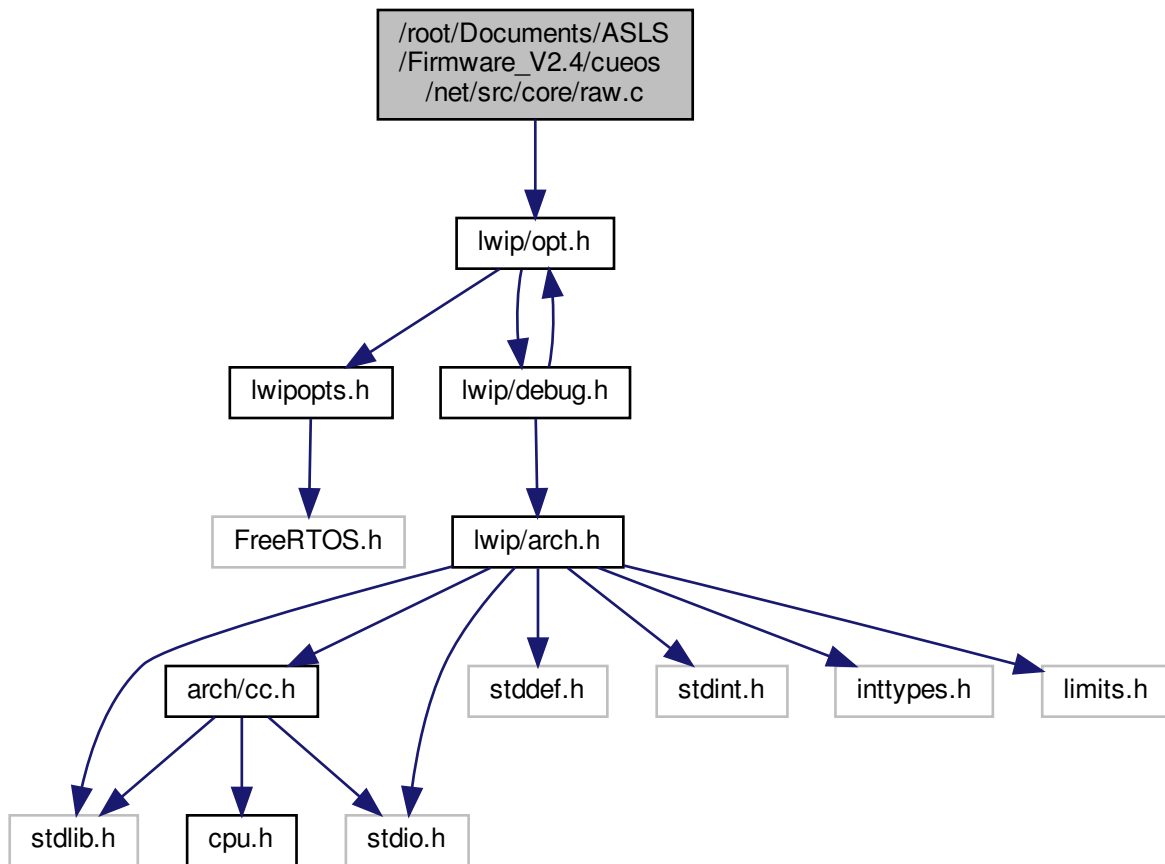 /root/Documents/ASLS
/Firmware_V2.4/cueos
/net/src/core/raw.c
lwip/opt.h
lwipopts.h
lwip/debug.h
FreeRTOS.h
lwip/arch.h
arch/cc.h
stddef.h
stdint.h
inttypes.h
limits.h
stdlib.h
cpu.h
stdio.h